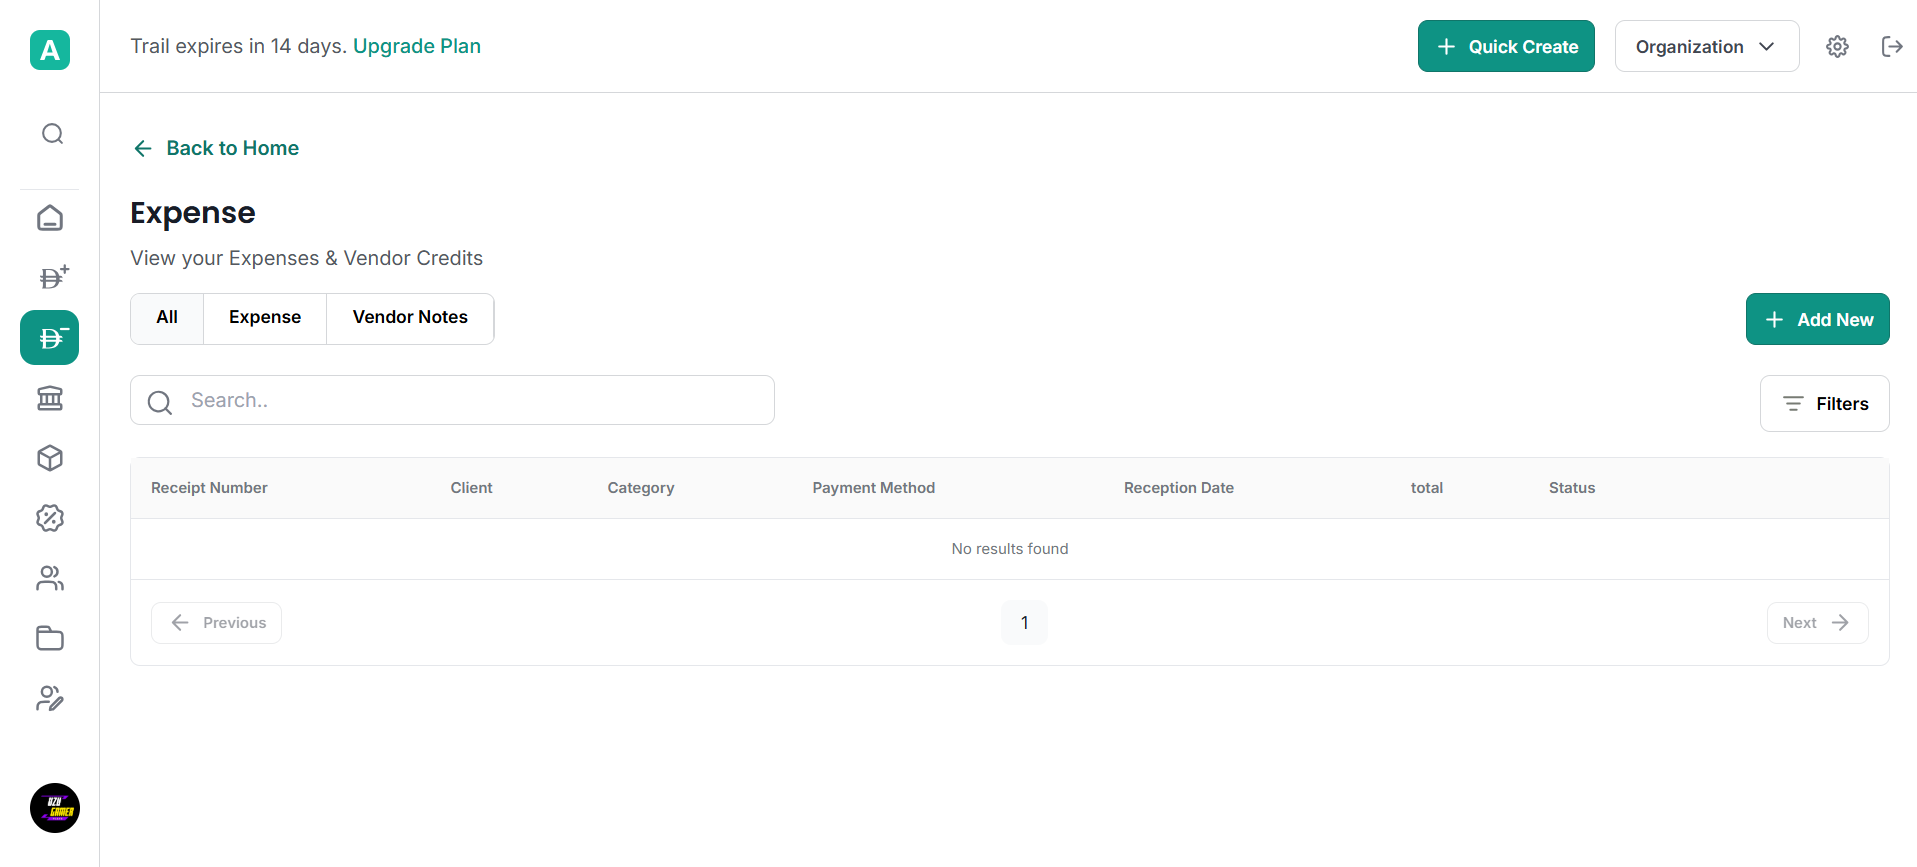 A
Trail expires in 14 days. Upgrade Plan
Quick Create
Organization
Back to Home
Expense
View your Expenses & Vendor Credits
All
Expense
Vendor Notes
Add New
Search..
Filters
Receipt Number Client Category Payment Method Reception Date total Status
No results found
Previous
1
Next
GAMER